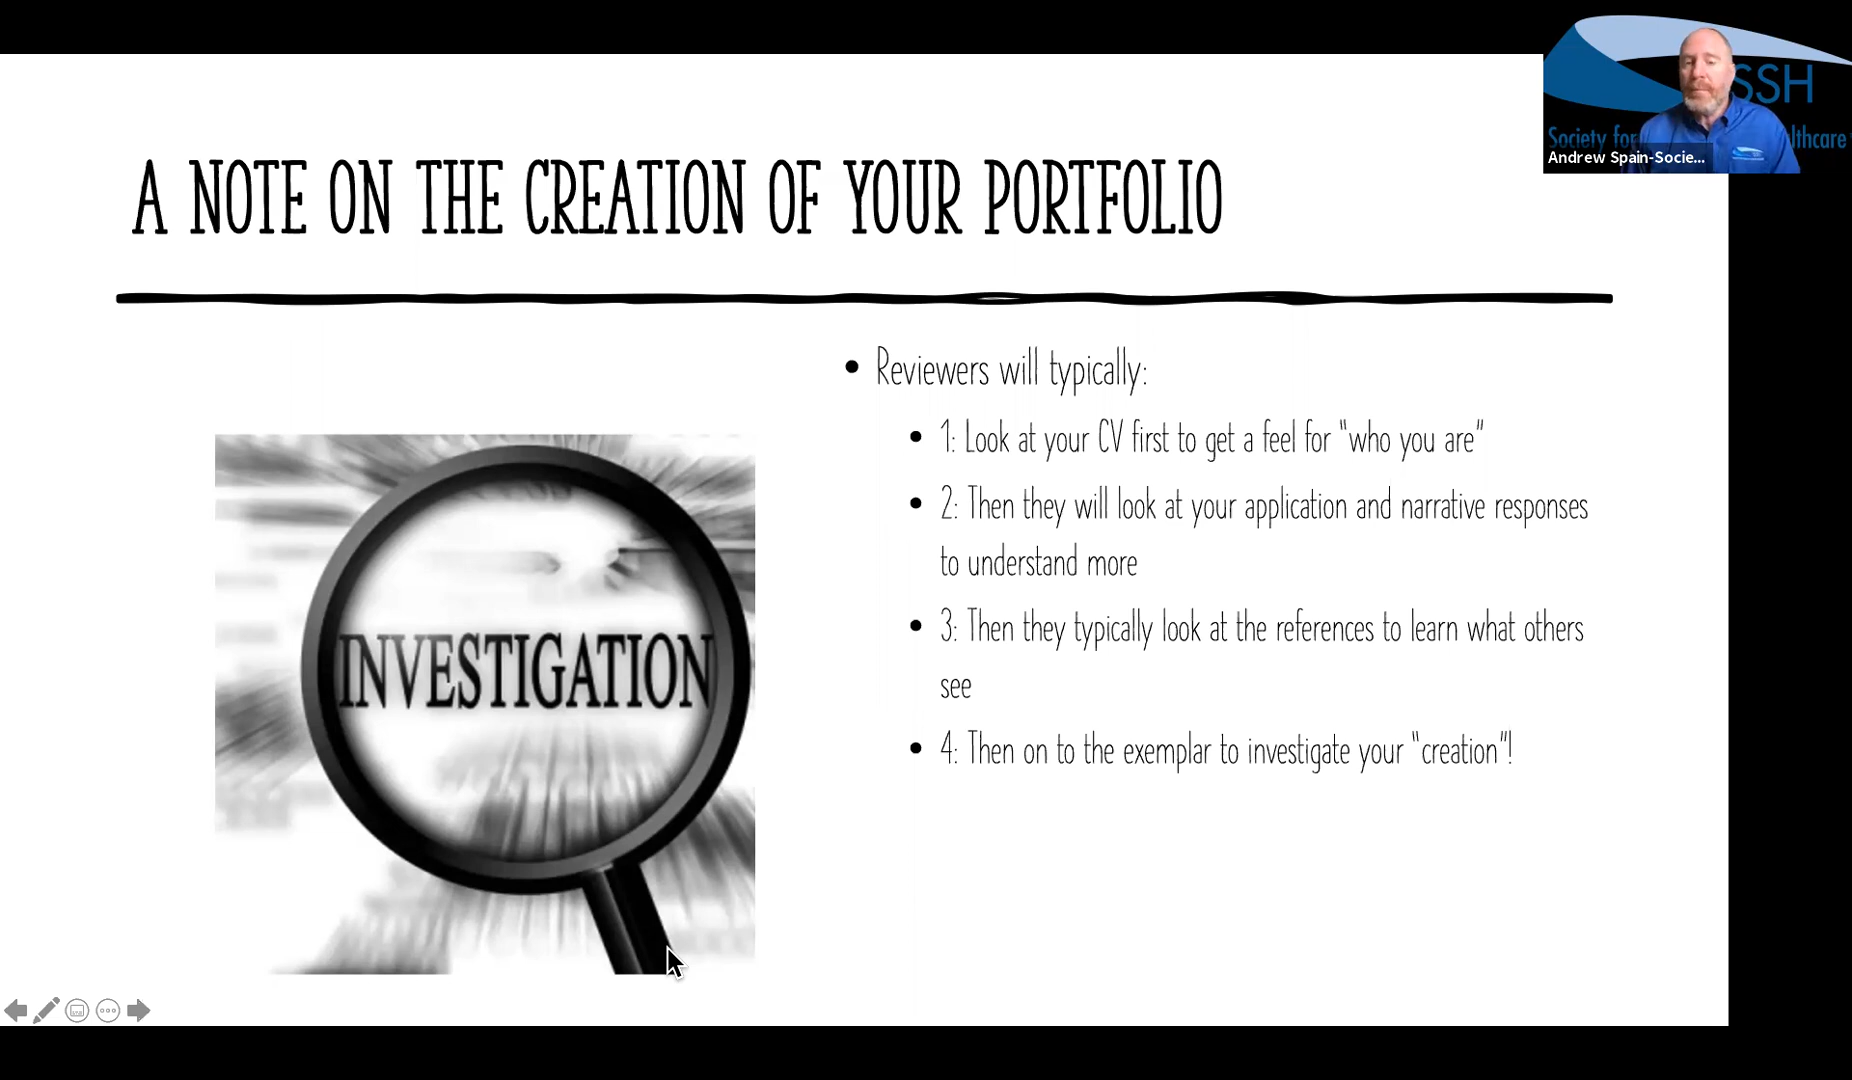 SSH
Society for
lthcare
Andrew Spain-Socie...
A NOTE ON THE CREATION OF YOUR PORTFOLIO
• Reviewers will typically:
• 1: Look at your CV first to get a feel for "who you are"
• 2: Then they will look at your application and narrative responses
to understand more
• 3: Then they typically look at the references to learn what others
see
• 4: Then on to the exemplar to investigate your "creation"!
INVESTIGATION